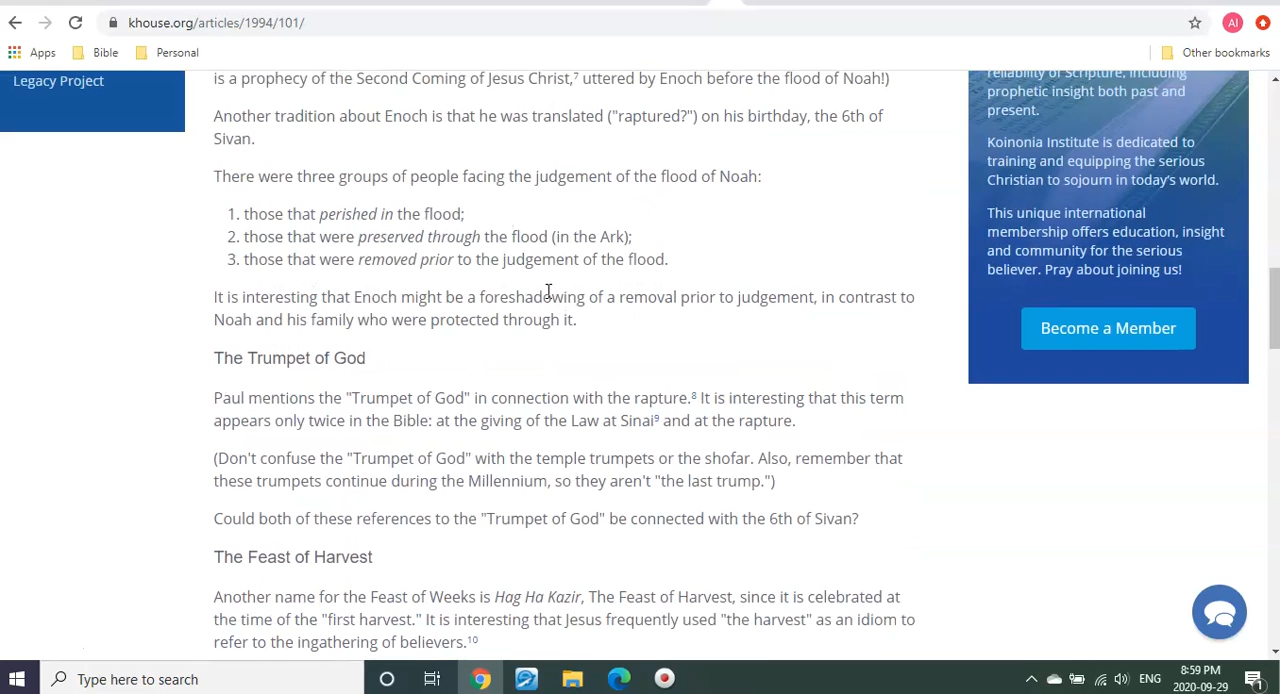 khouse.org/articles/1994/101/
AI
Apps
Bible
Personal
Other bookmarks
Legacy Project
is a prophecy of the Second Coming of Jesus Christ,7 uttered by Enoch before the flood of Noah!)
Another tradition about Enoch is that he was translated ("raptured?") on his birthday, the 6th of
Sivan.
There were three groups of people facing the judgement of the flood of Noah:
1. those that perished in the flood;
2. those that were preserved through the flood (in the Ark);
3. those that were removed prior to the judgement of the flood.
It is interesting that Enoch might be a foreshadowing of a removal prior to judgement, in contrast to
Noah and his family who were protected through it.
The Trumpet of God
Paul mentions the "Trumpet of God" in connection with the rapture.8 It is interesting that this term
appears only twice in the Bible: at the giving of the Law at Sinai9 and at the rapture.
(Don't confuse the "Trumpet of God" with the temple trumpets or the shofar. Also, remember that
these trumpets continue during the Millennium, so they aren't "the last trump.")
Could both of these references to the "Trumpet of God" be connected with the 6th of Sivan?
The Feast of Harvest
Another name for the Feast of Weeks is Hag Ha Kazir, The Feast of Harvest, since it is celebrated at
the time of the "first harvest." It is interesting that Jesus frequently used "the harvest" as an idiom to
refer to the ingathering of believers.10
reliability of Scripture, including
prophetic insight both past and
present.
Koinonia Institute is dedicated to
training and equipping the serious
Christian to sojourn in today's world.
This unique international
membership offers education, insight
and community for the serious
believer. Pray about joining us!
Become a Member
Type here to search
ENG
8:59 PM
2020-09-29
1